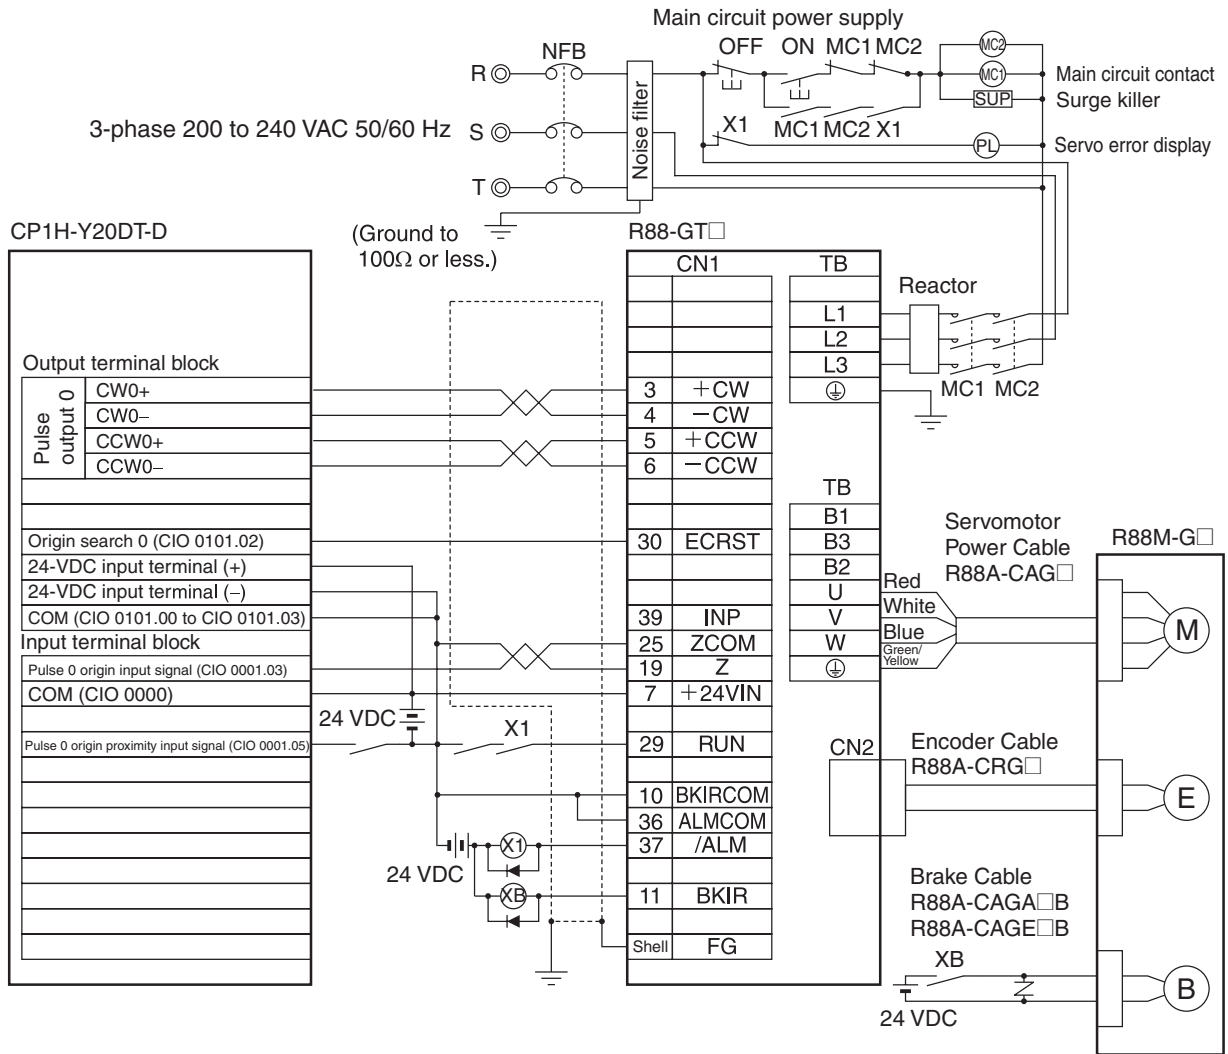 Main circuit power supply
OFF ON MC1 MC2
MC2
NFB
R
MC1
Main circuit contact
SUP
Surge killer
Noise filter
3-phase 200 to 240 VAC 50/60 Hz
S
X1
MC1 MC2 X1
PL
Servo error display
T
CP1H-Y20DT-D
(Ground to
100Ω or less.)
R88-GT□
CN1
TB
Reactor
L1
L2
L3
MC1 MC2
Output terminal block
Pulse output 0
CW0+
3 +CW
CW0−
4 −CW
CCW0+
5 +CCW
CCW0−
6 −CCW
TB
B1
Origin search 0 (CIO 0101.02)
30 ECRST
B3
24-VDC input terminal (+)
B2
24-VDC input terminal (−)
U
COM (CIO 0101.00 to CIO 0101.03)
39 INP
V
Input terminal block
25 ZCOM
W
Pulse 0 origin input signal (CIO 0001.03)
19 Z
COM (CIO 0000)
7 +24VIN
Red
White
Blue
Green/
Yellow
Servomotor
Power Cable
R88A-CAG□
R88M-G□
M
24 VDC
X1
Pulse 0 origin proximity input signal (CIO 0001.05)
29 RUN
CN2
Encoder Cable
R88A-CRG□
E
10 BKIRCOM
36 ALMCOM
X1
37 /ALM
24 VDC
XB
11 BKIR
Shell FG
Brake Cable
R88A-CAGA□B
R88A-CAGE□B
XB
B
24 VDC